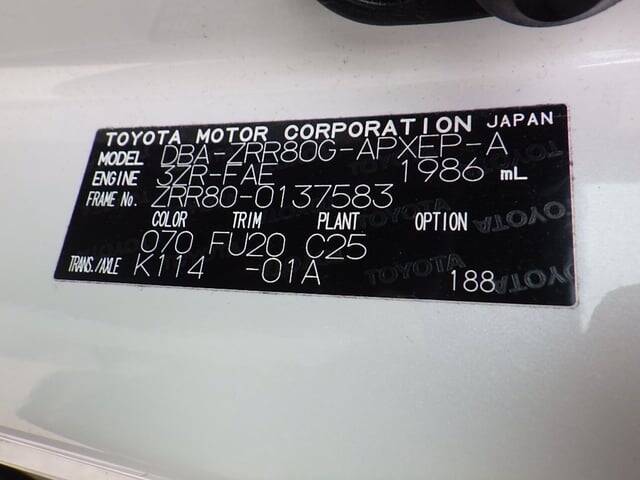 TOYOTA MOTOR CORPORATION JAPAN
MODEL DBA-ZRR80G-APXEP-A
ENGINE 3ZR-FAE 1986 mL
FRAME No. ZRR80-0137583
COLOR TRIM PLANT OPTION
070 FU20 C25
TRANS./AXLE K114 -01A 188